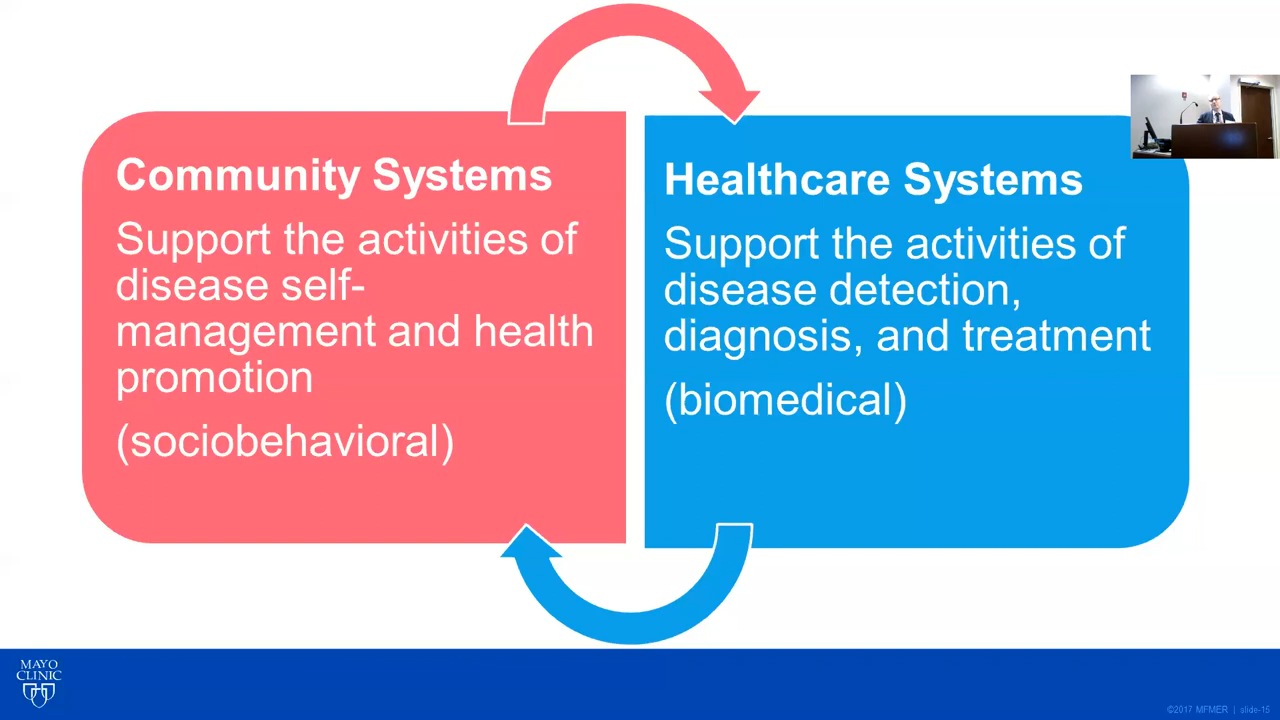 Community Systems
Support the activities of
disease self-
management and health
promotion
(sociobehavioral)
Healthcare Systems
Support the activities of
disease detection,
diagnosis, and treatment
(biomedical)
MAYO
CLINIC
©2017 MFMER | slide-15